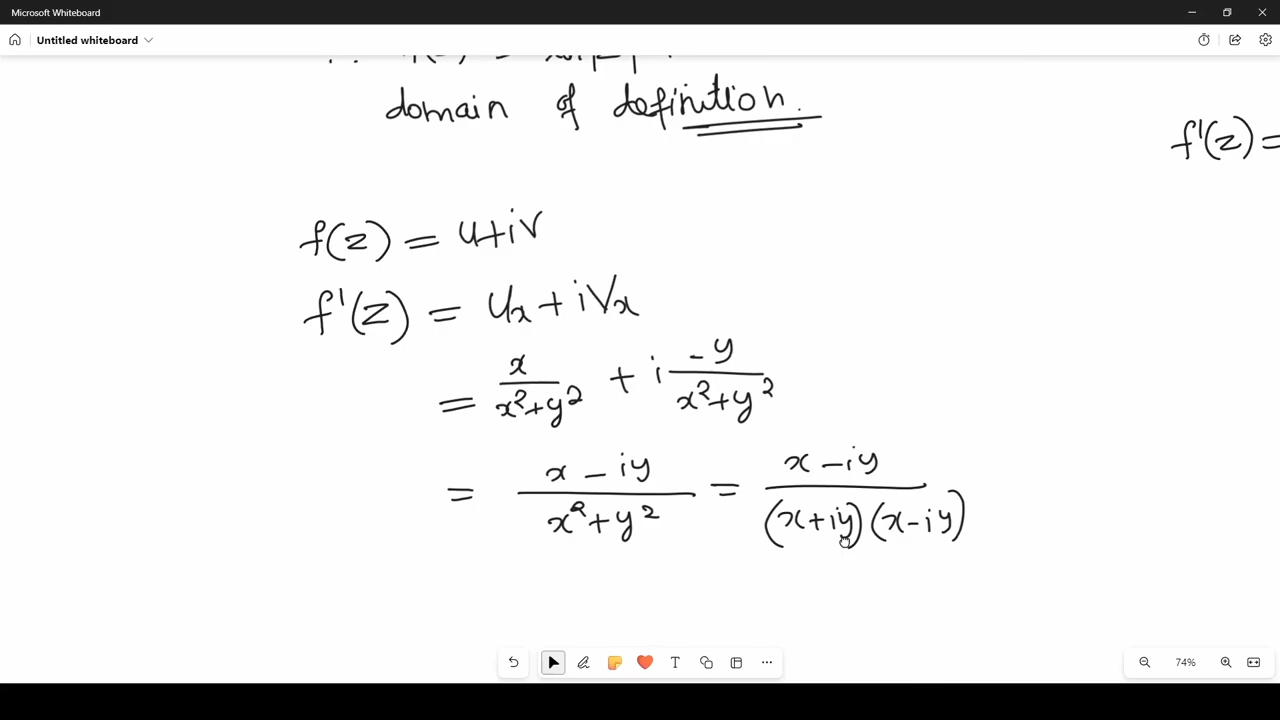 Microsoft Whiteboard
Untitled whiteboard
domain of definition.
f'(z) =
f(z) = u+iv
f'(z) = Ux + iVx
= x/(x²+y²) + i -y/(x²+y²)
= (x - iy)/(x²+y²) = (x - iy)/((x+iy)(x-iy))
74%